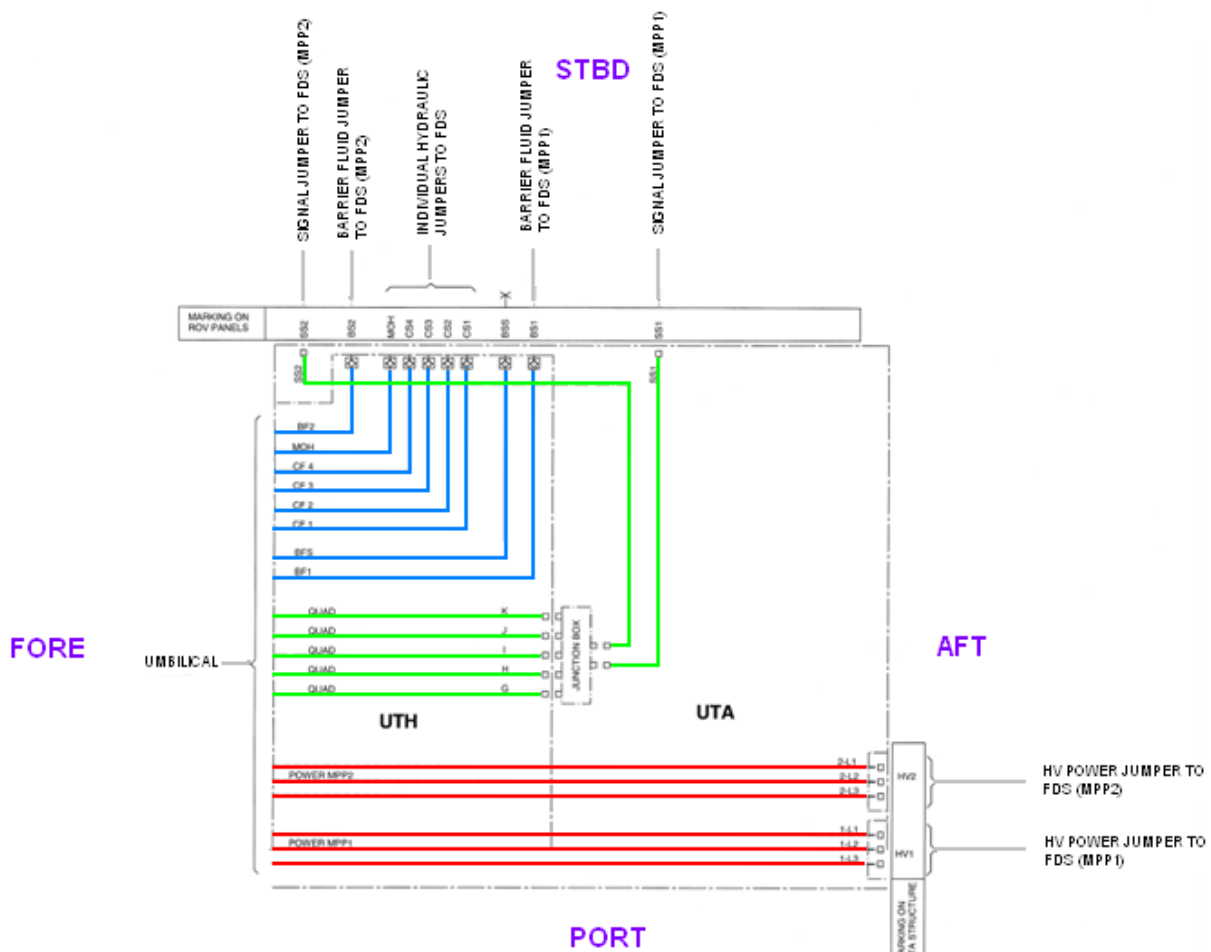 SIGNAL JUMPER TO FDS (MPP2)
BARRIER FLUID JUMPER
TO FDS (MPP2)
INDIVIDUAL HYDRAULIC
JUMPERS TO FDS
BARRIER FLUID JUMPER
TO FDS (MPP1)
SIGNAL JUMPER TO FDS (MPP1)
STBD
MARKING ON
ROV PANELS
SS2
BS2
MOH
CS4
CS3
CS2
CS1
BSS
BS1
SS1
SS2
SS1
BF2
MOH
CF 4
CF 3
CF 2
CF 1
BFS
BF1
QUAD K
QUAD J
QUAD I
QUAD H
QUAD G
JUNCTION BOX
FORE
UMBILICAL
AFT
UTH
UTA
POWER MPP2
2-L1
2-L2
2-L3
HV2
HV POWER JUMPER TO
FDS (MPP2)
POWER MPP1
1-L1
1-L2
1-L3
HV1
HV POWER JUMPER TO
FDS (MPP1)
STRUCTURE
PORT